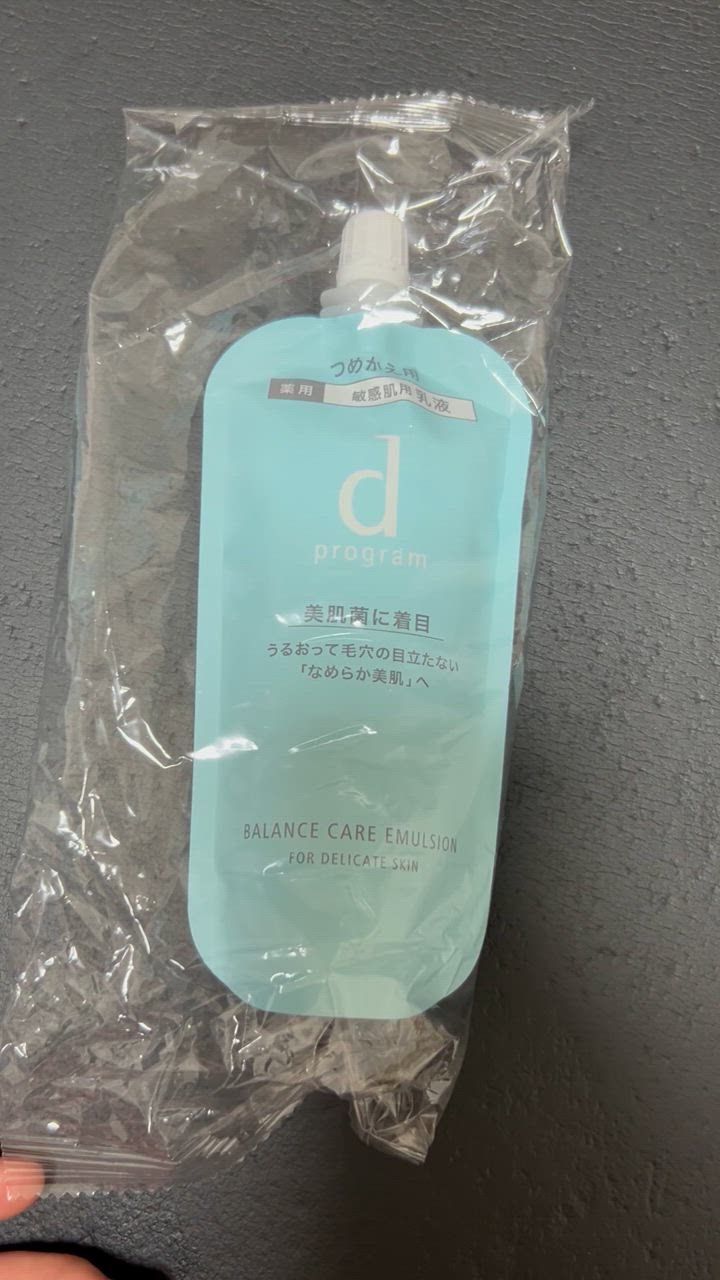 つめかえ用
薬用 敏感肌用乳液
d
program
美肌菌に着目
うるおって毛穴の目立たない
「なめらか美肌」へ
BALANCE CARE EMULSION
FOR DELICATE SKIN